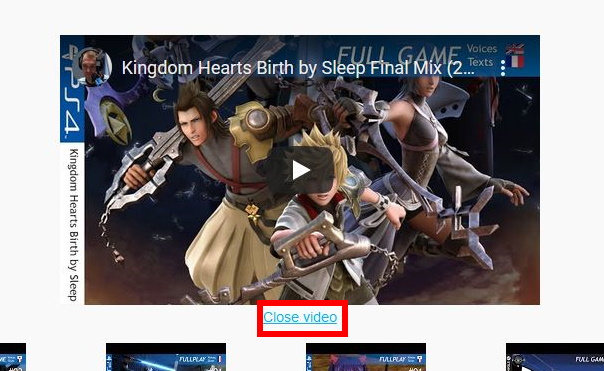 FULL GAME Voices
Texts
Kingdom Hearts Birth by Sleep Final Mix (2...
PS4
Kingdom Hearts Birth by Sleep
Close video
GAME
FULLPLAY
FULLPLAY
FULL GAME